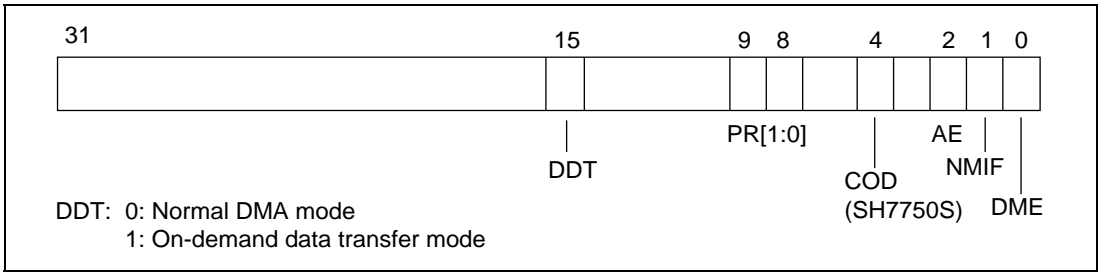 31 15 9 8 4 2 1 0
PR[1:0] AE
DDT NMIF
COD
(SH7750S) DME
DDT: 0: Normal DMA mode
1: On-demand data transfer mode